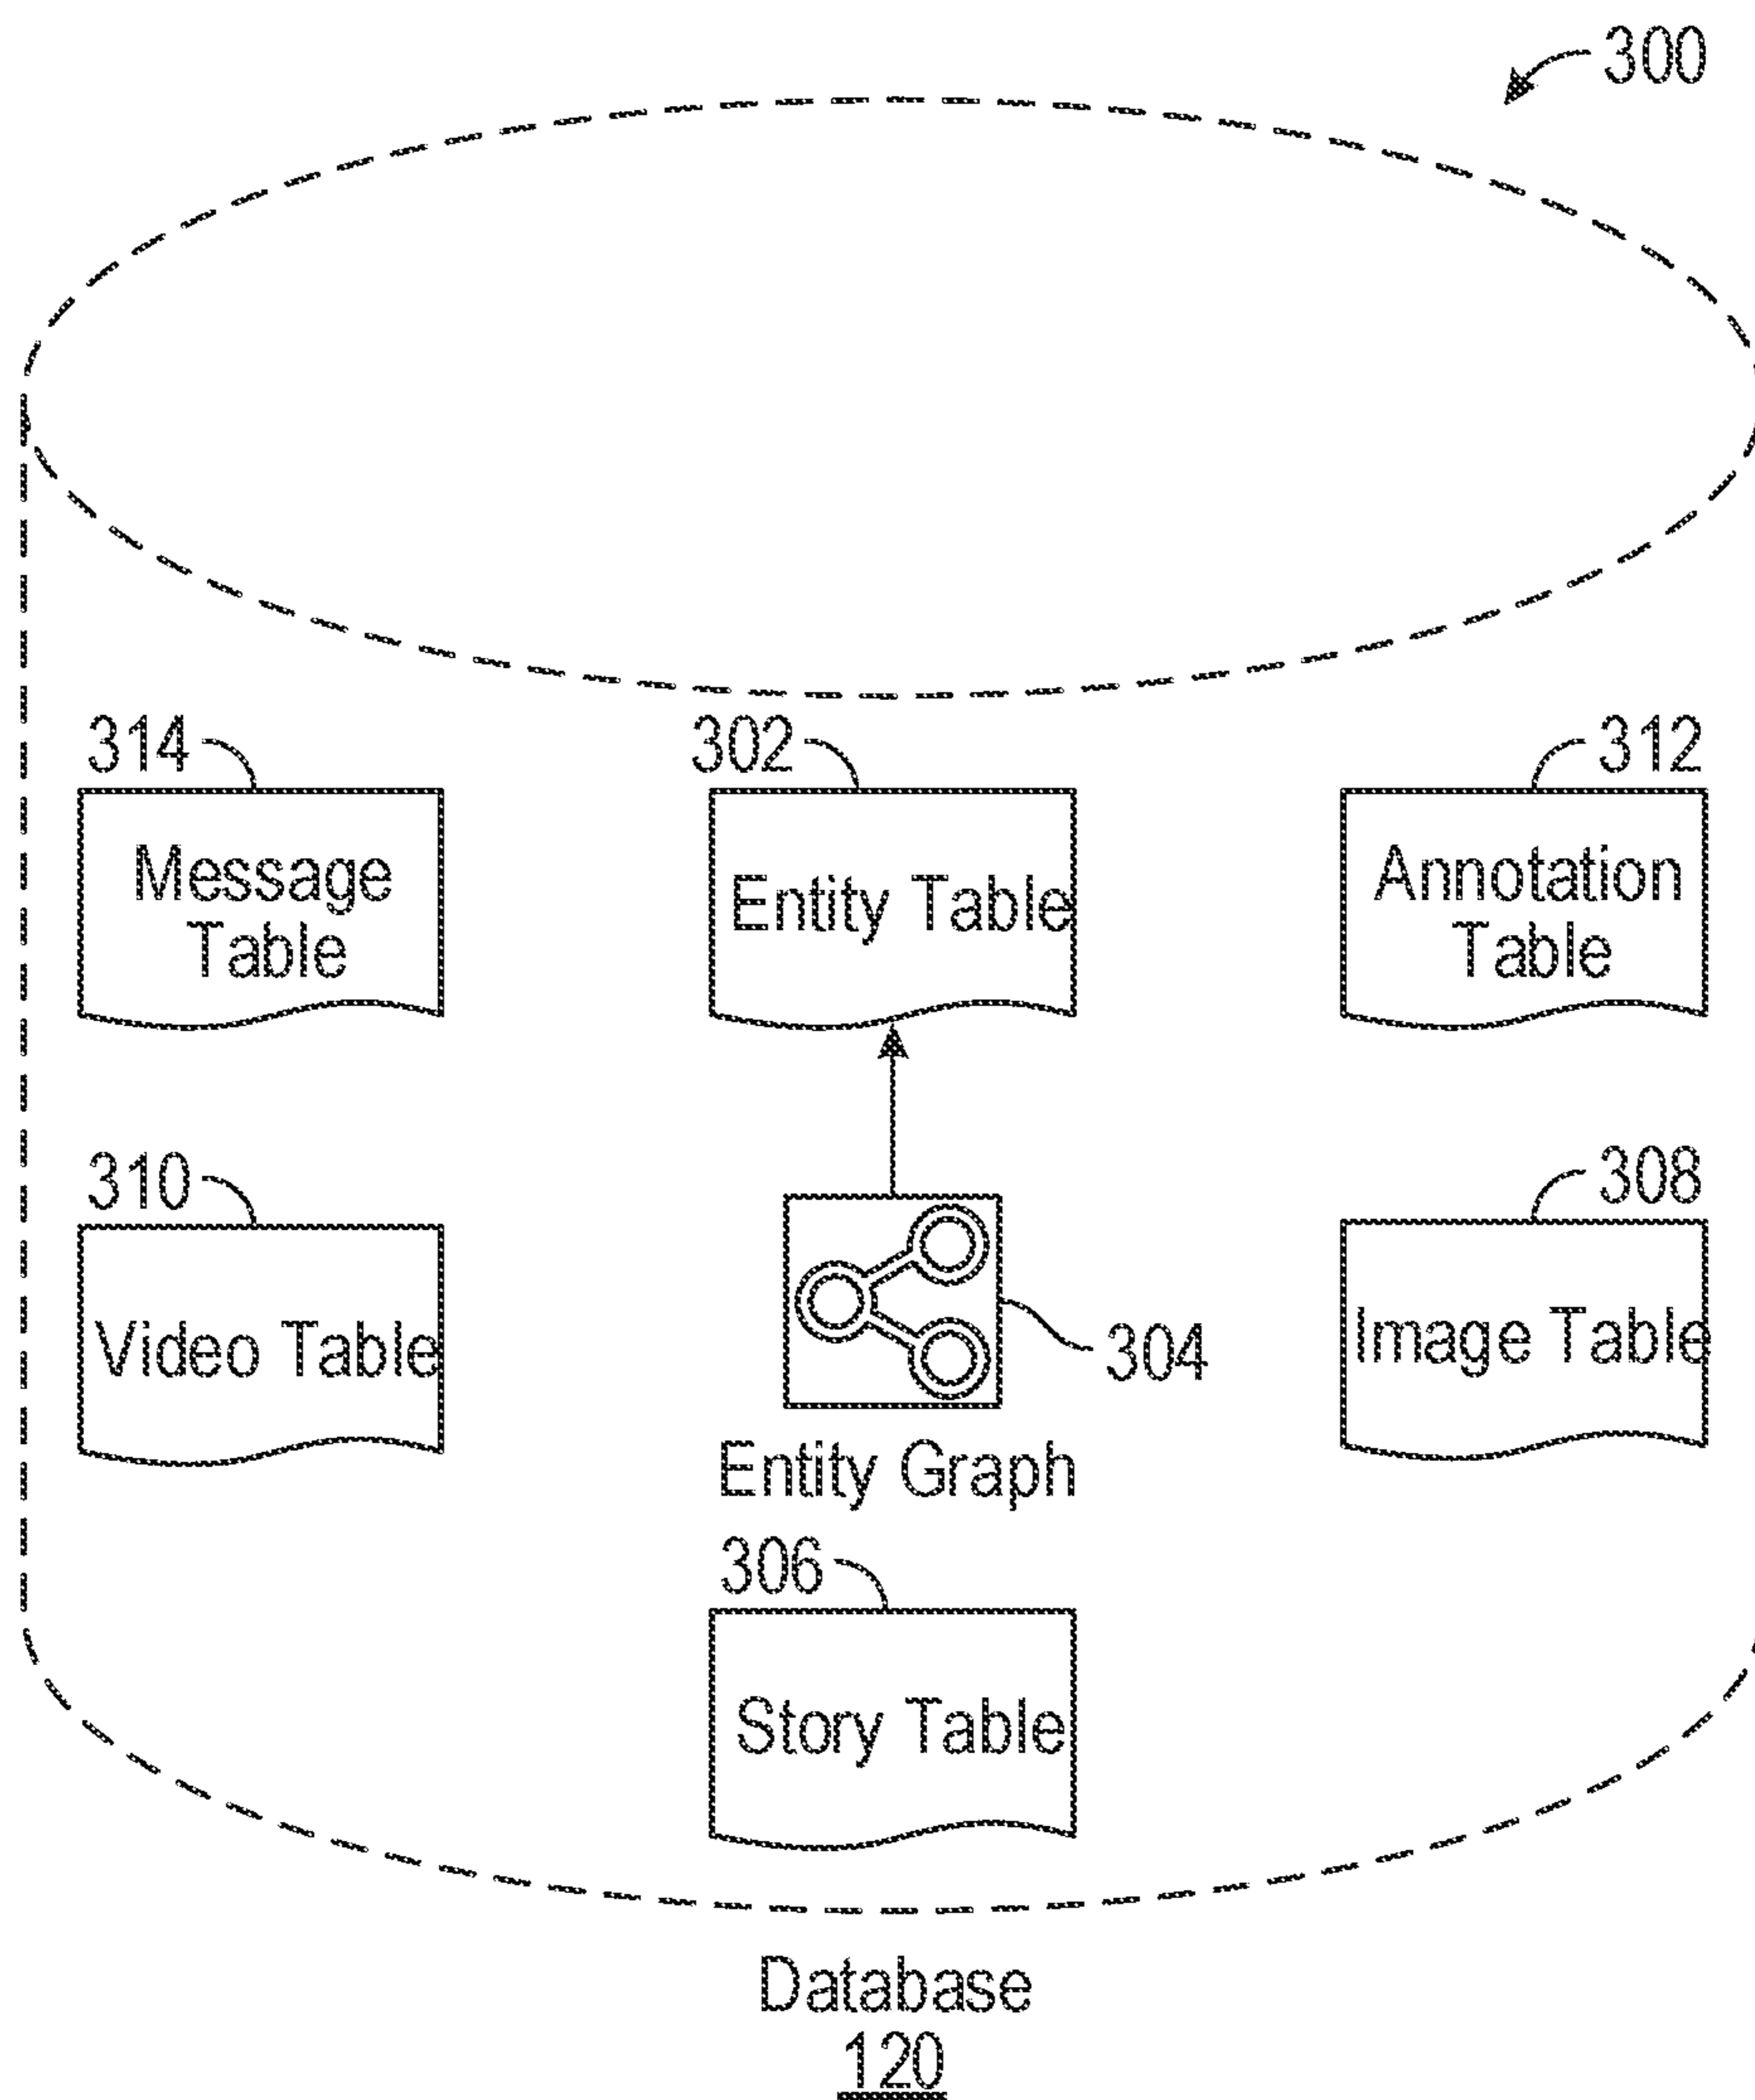 300
314
302
312
Message
Table
Entity Table
Annotation
Table
310
308
Video Table
304
Image Table
Entity Graph
306
Story Table
Database
120